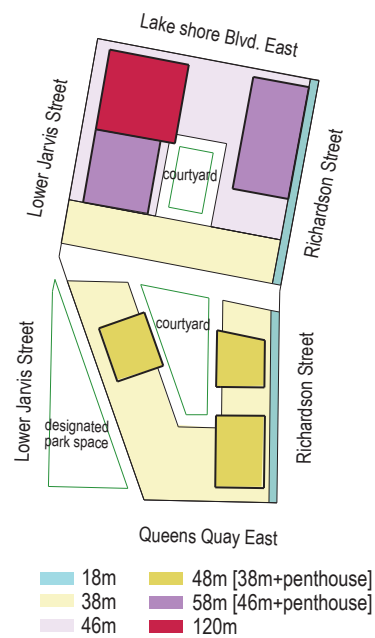 Lake shore Blvd. East
Lower Jarvis Street
Richardson Street
courtyard
courtyard
Lower Jarvis Street
designated
park space
Richardson Street
Queens Quay East
18m
38m
46m
48m [38m+penthouse]
58m [46m+penthouse]
120m